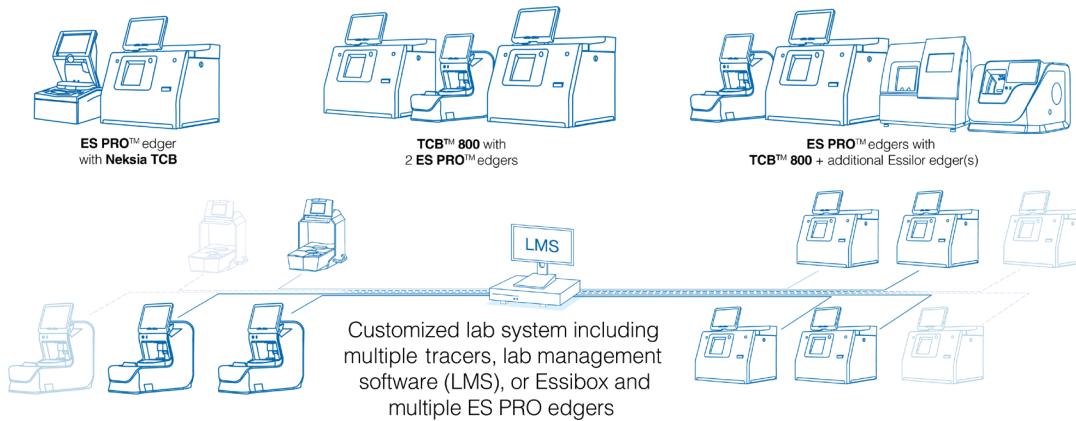 ES PRO™ edger
with Neksia TCB
TCB™ 800 with
2 ES PRO™ edgers
ES PRO™ edgers with
TCB™ 800 + additional Essilor edger(s)
LMS
Customized lab system including
multiple tracers, lab management
software (LMS), or Essibox and
multiple ES PRO edgers